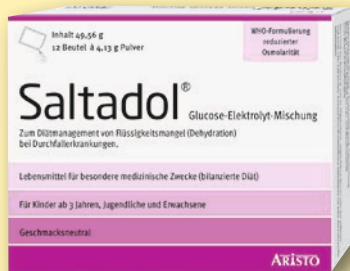 Inhalt 49,56 g
12 Beutel à 4,13 g Pulver
WHO-Formulierung
reduzierter
Osmolarität
Saltadol®
Glucose-Elektrolyt-Mischung
Zum Diätmanagement von Flüssigkeitsmangel (Dehydration)
bei Durchfallerkrankungen.
Lebensmittel für besondere medizinische Zwecke (bilanzierte Diät)
Für Kinder ab 3 Jahren, Jugendliche und Erwachsene
Geschmacksneutral
ARISTO